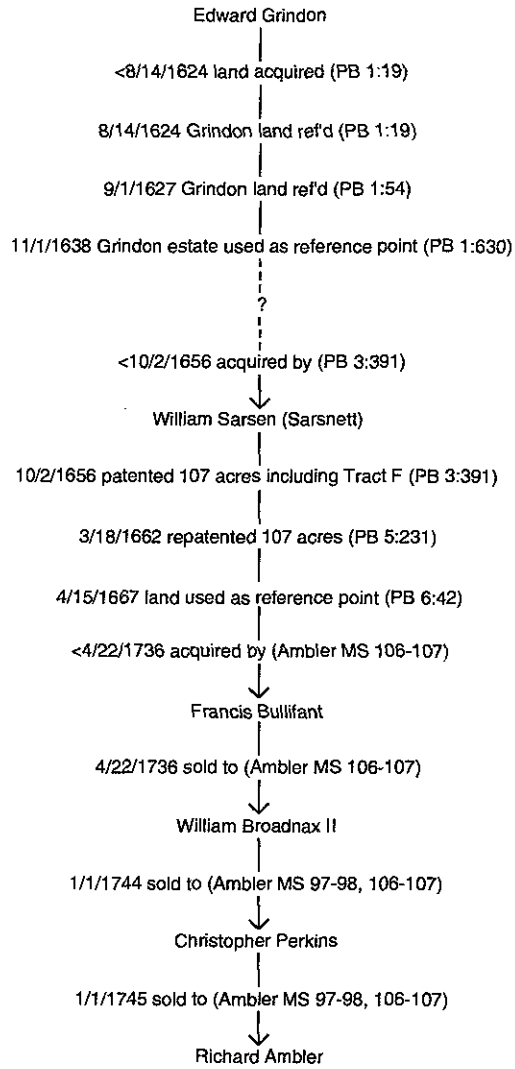 Edward Grindon
<8/14/1624 land acquired (PB 1:19)
8/14/1624 Grindon land ref'd (PB 1:19)
9/1/1627 Grindon land ref'd (PB 1:54)
11/1/1638 Grindon estate used as reference point (PB 1:630)
?
<10/2/1656 acquired by (PB 3:391)
William Sarsen (Sarsnett)
10/2/1656 patented 107 acres including Tract F (PB 3:391)
3/18/1662 repatented 107 acres (PB 5:231)
4/15/1667 land used as reference point (PB 6:42)
<4/22/1736 acquired by (Ambler MS 106-107)
Francis Bullifant
4/22/1736 sold to (Ambler MS 106-107)
William Broadnax II
1/1/1744 sold to (Ambler MS 97-98, 106-107)
Christopher Perkins
1/1/1745 sold to (Ambler MS 97-98, 106-107)
Richard Ambler